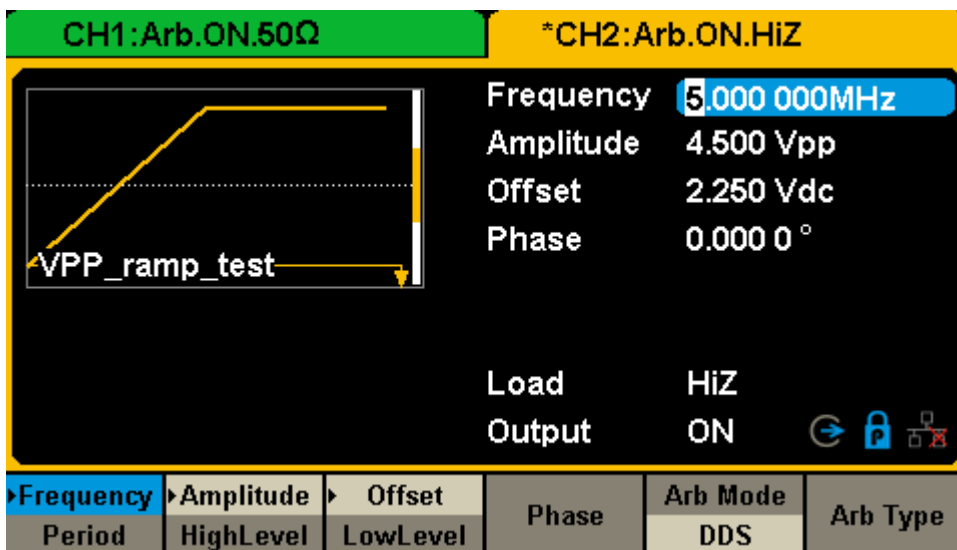 CH1:Arb.ON.50Ω
*CH2:Arb.ON.HiZ
Frequency 5.000 000MHz
Amplitude 4.500 Vpp
Offset 2.250 Vdc
Phase 0.000 0 °
VPP_ramp_test
Load HiZ
Output ON
P
Frequency Amplitude Offset Phase Arb Mode Arb Type
Period HighLevel LowLevel DDS